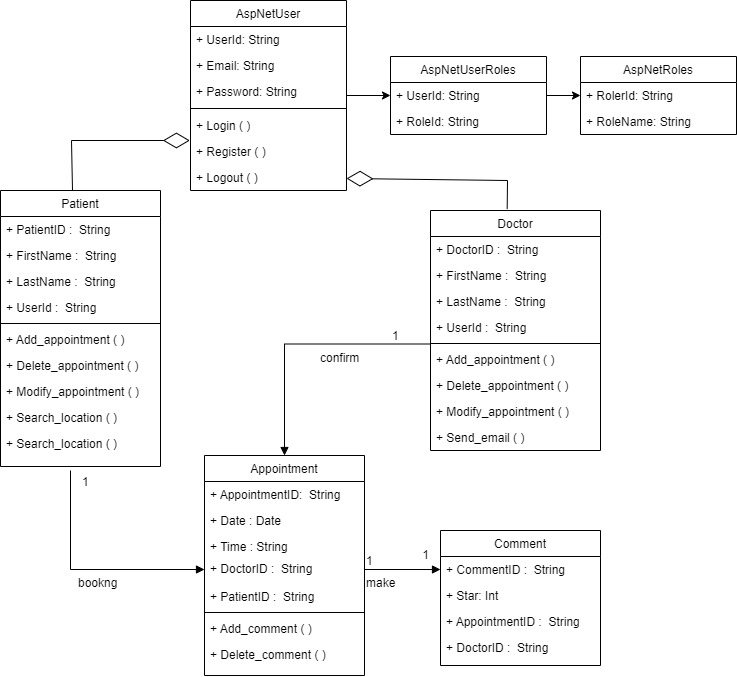 AspNetUser
+ UserId: String
+ Email: String
+ Password: String
+ Login ( )
+ Register ( )
+ Logout ( )
AspNetUserRoles
+ UserId: String
+ RoleId: String
AspNetRoles
+ RolerId: String
+ RoleName: String
Patient
+ PatientID : String
+ FirstName : String
+ LastName : String
+ UserId : String
+ Add_appointment ( )
+ Delete_appointment ( )
+ Modify_appointment ( )
+ Search_location ( )
+ Search_location ( )
Doctor
+ DoctorID : String
+ FirstName : String
+ LastName : String
+ UserId : String
+ Add_appointment ( )
+ Delete_appointment ( )
+ Modify_appointment ( )
+ Send_email ( )
1
confirm
1
bookng
Appointment
+ AppointmentID: String
+ Date : Date
+ Time : String
+ DoctorID : String
+ PatientID : String
+ Add_comment ( )
+ Delete_comment ( )
1
1
make
Comment
+ CommentID : String
+ Star: Int
+ AppointmentID : String
+ DoctorID : String